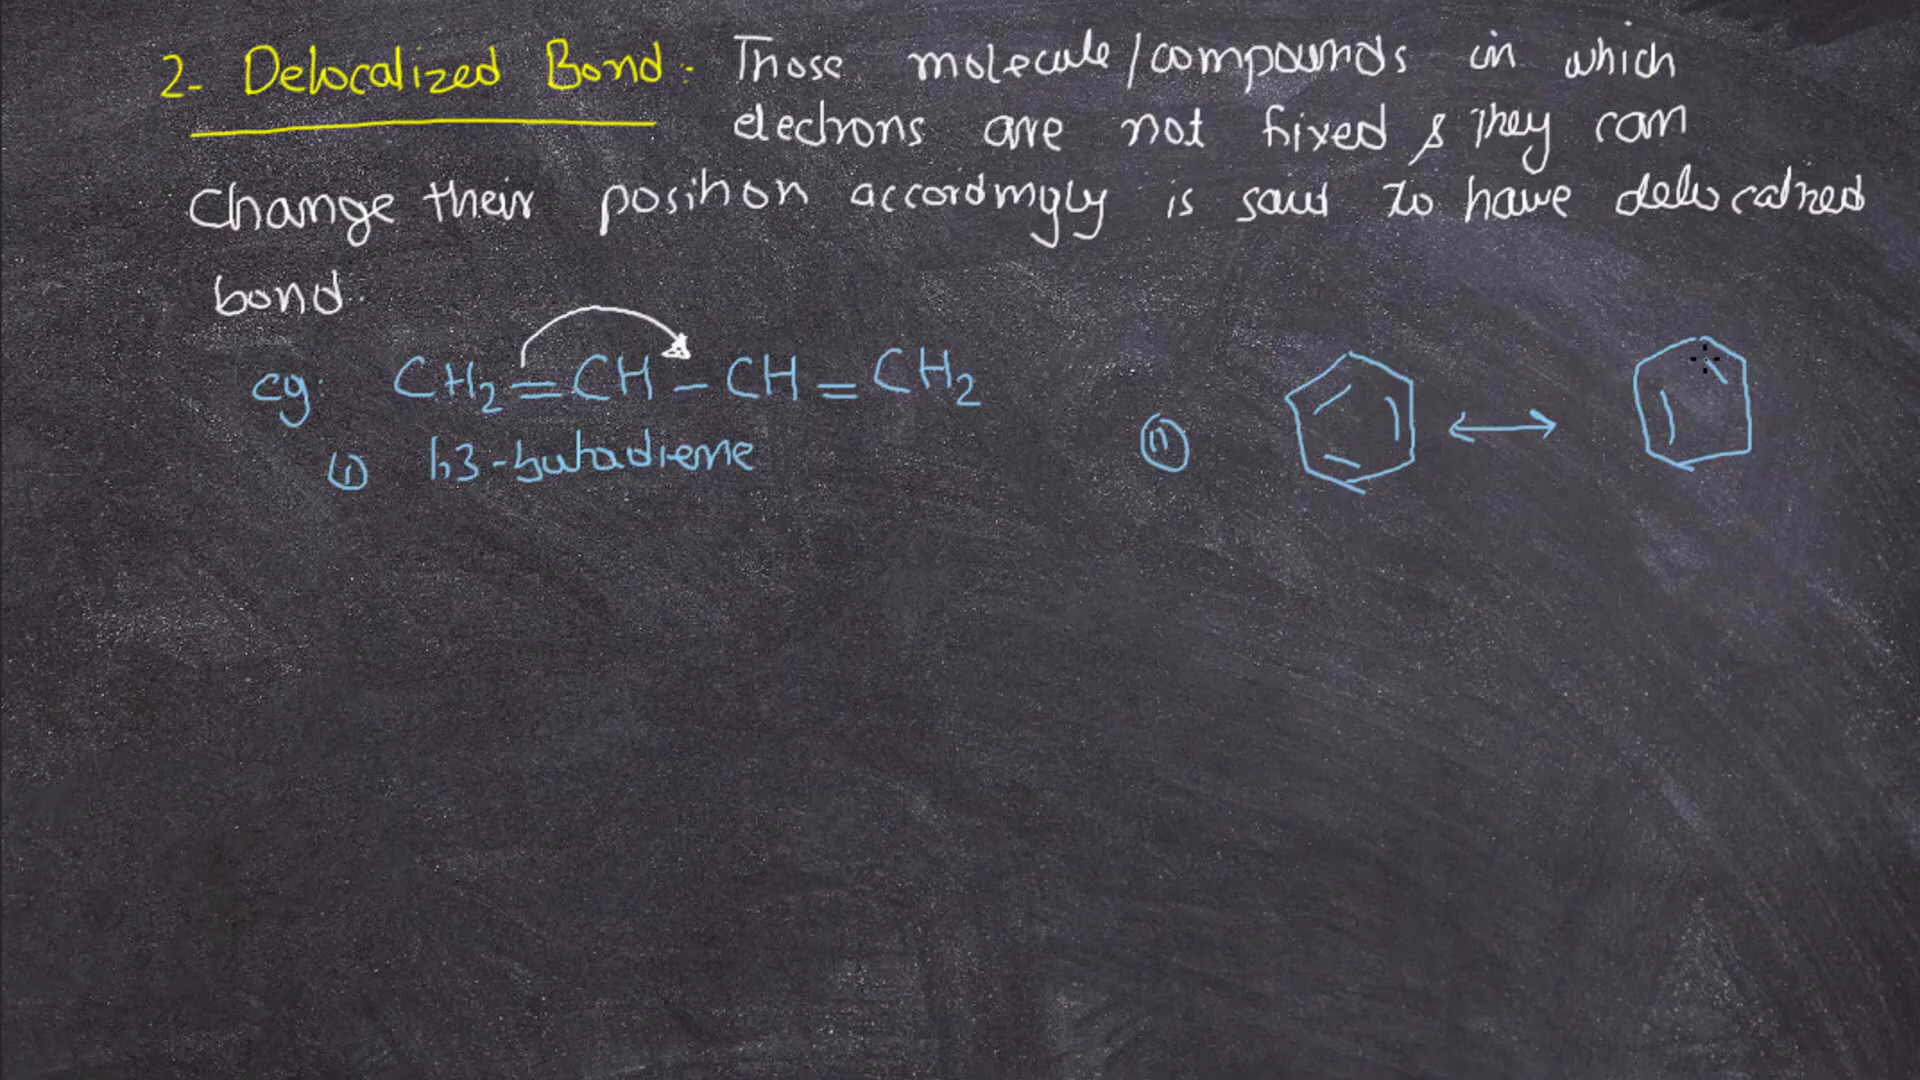 2- Delocalized Bond:- Those molecule/compounds in which
electrons are not fixed & they can
change their position accordingly is said to have delocalized
bond.
eg: CH₂=CH-CH=CH₂
(i) 1,3-butadiene
(ii)